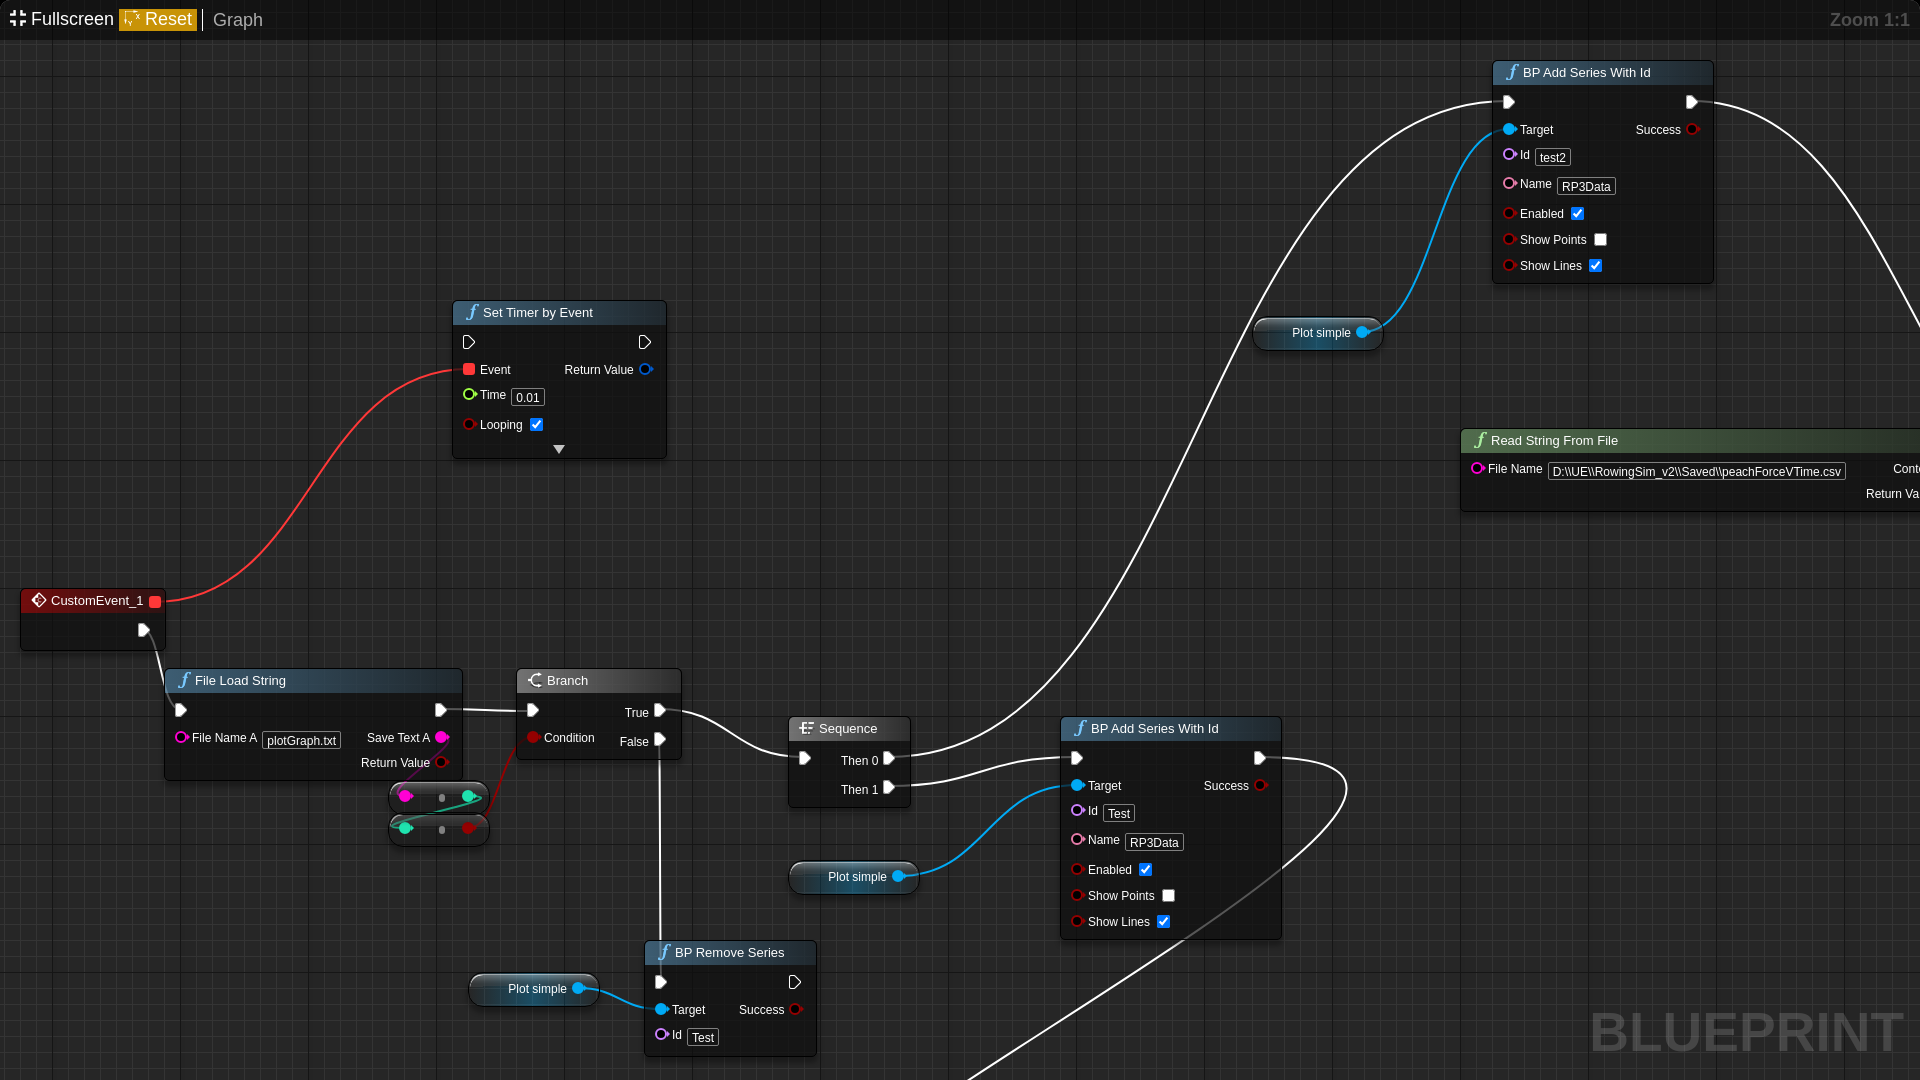 Fullscreen Reset Graph
Zoom 1:1
BP Add Series With Id
Target Success
Id test2
Name RP3Data
Enabled
Show Points
Show Lines
Set Timer by Event
Event Return Value
Time 0.01
Looping
Plot simple
Read String From File
File Name D:\\UE\\RowingSim_v2\\Saved\\peachForceVTime.csv Conte
Return Va
CustomEvent_1
File Load String
File Name A plotGraph.txt Save Text A
Return Value
Branch
True
Condition False
Sequence
Then 0
Then 1
BP Add Series With Id
Target Success
Id Test
Name RP3Data
Enabled
Show Points
Show Lines
Plot simple
BP Remove Series
Plot simple
Target Success
Id Test
BLUEPRINT